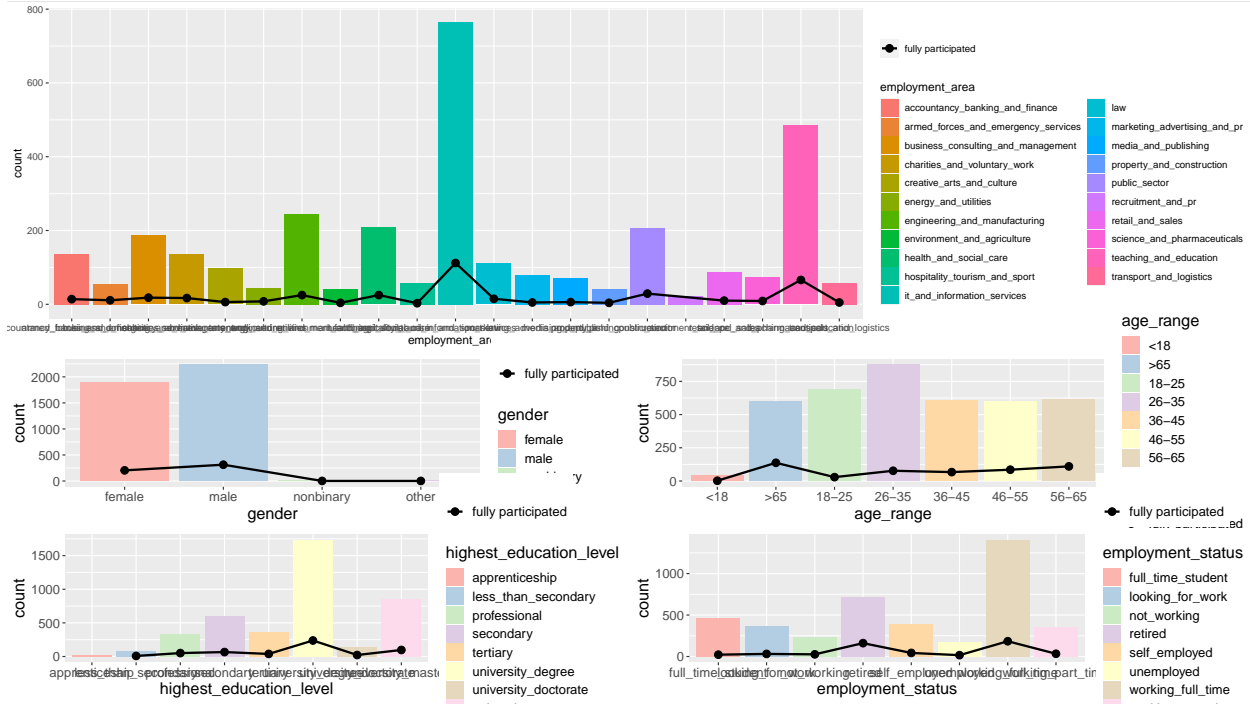 800
600
400
200
0
count
employment_ar
fully participated
employment_area
accountancy_banking_and_finance
armed_forces_and_emergency_services
business_consulting_and_management
charities_and_voluntary_work
creative_arts_and_culture
energy_and_utilities
engineering_and_manufacturing
environment_and_agriculture
health_and_social_care
hospitality_tourism_and_sport
it_and_information_services
law
marketing_advertising_and_pr
media_and_publishing
property_and_construction
public_sector
recruitment_and_pr
retail_and_sales
science_and_pharmaceuticals
teaching_and_education
transport_and_logistics
2000
1500
1000
500
0
count
female male nonbinary other
gender
fully participated
gender
female
male
750
500
250
0
count
<18 >65 18−25 26−35 36−45 46−55 56−65
age_range
age_range
<18
>65
18−25
26−35
36−45
46−55
56−65
1500
1000
500
0
count
highest_education_level
fully participated
highest_education_level
apprenticeship
less_than_secondary
professional
secondary
tertiary
university_degree
university_doctorate
1000
500
0
count
retired
employment_status
fully participated
employment_status
full_time_student
looking_for_work
not_working
retired
self_employed
unemployed
working_full_time